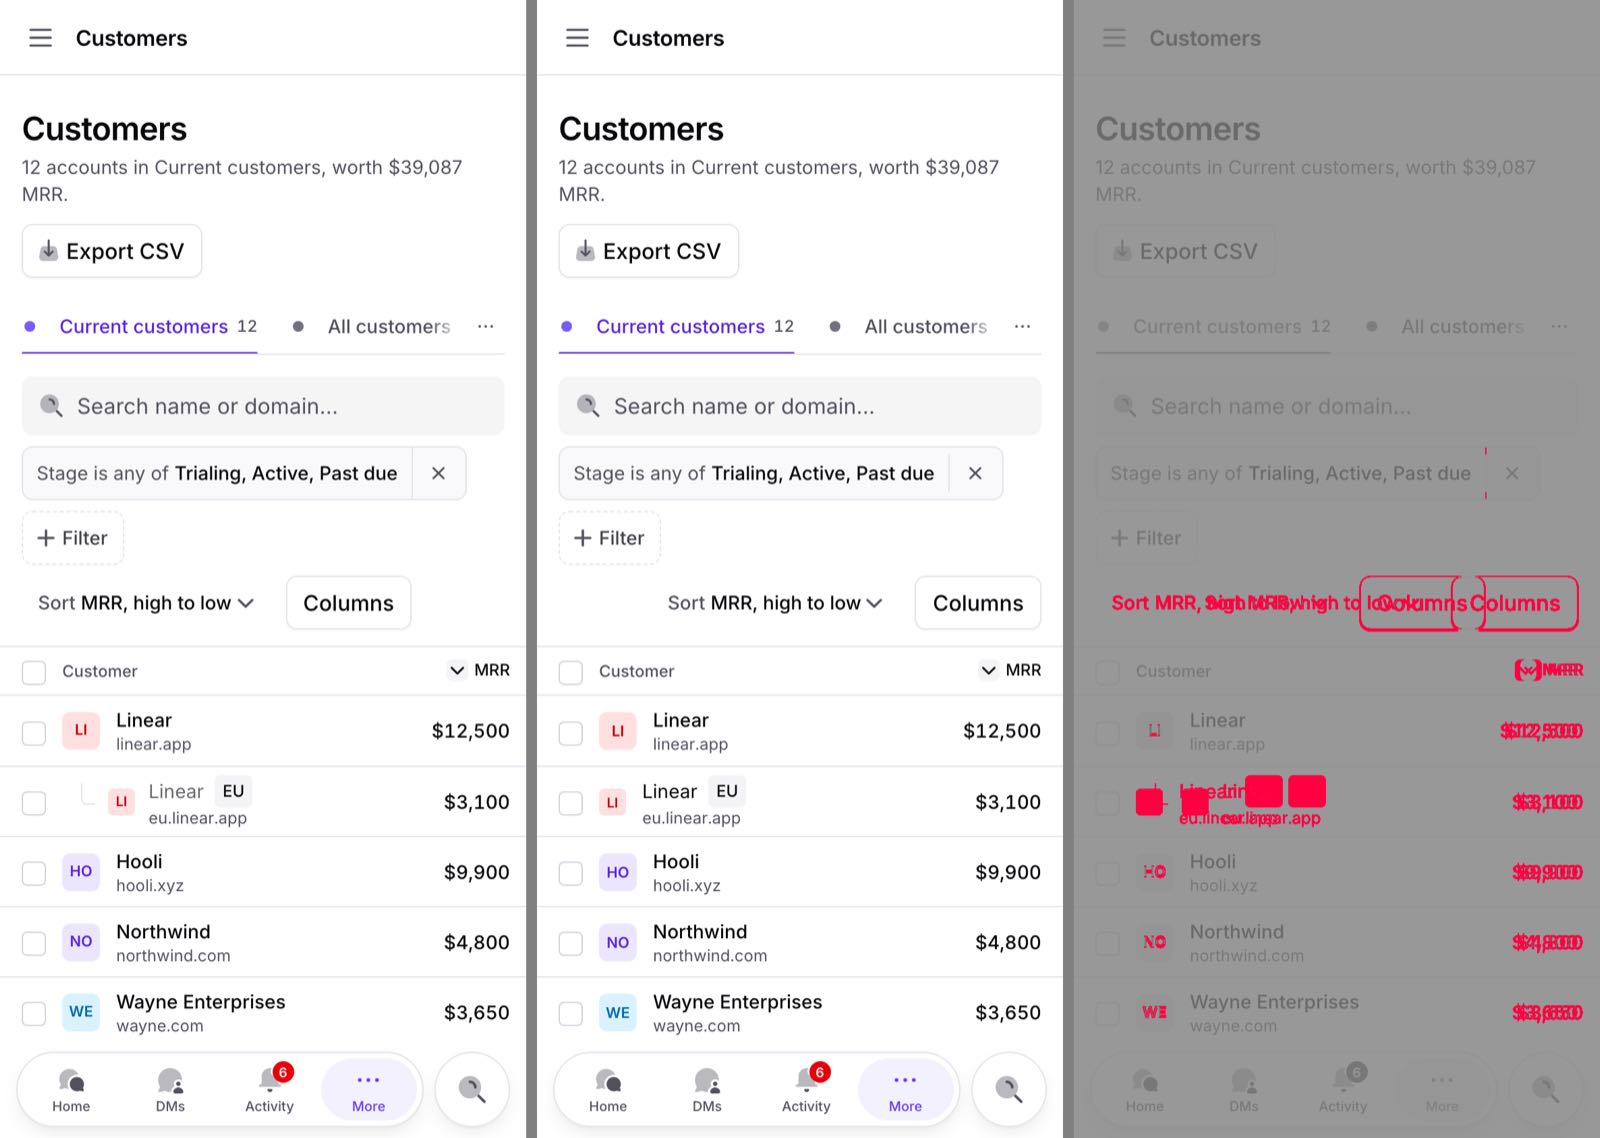 Customers
Customers
12 accounts in Current customers, worth $39,087
MRR.
Export CSV
Current customers 12 All customers ...
Search name or domain...
Stage is any of Trialing, Active, Past due
Filter
Sort MRR, high to low Columns
Customer MRR
LI Linear $12,500
linear.app
LI Linear EU $3,100
eu.linear.app
HO Hooli $9,900
hooli.xyz
NO Northwind $4,800
northwind.com
WE Wayne Enterprises $3,650
wayne.com
6
Home DMs Activity More
Customers
Customers
12 accounts in Current customers, worth $39,087
MRR.
Export CSV
Current customers 12 All customers ...
Search name or domain...
Stage is any of Trialing, Active, Past due
Filter
Sort MRR, high to low Columns
Customer MRR
LI Linear $12,500
linear.app
LI Linear EU $3,100
eu.linear.app
HO Hooli $9,900
hooli.xyz
NO Northwind $4,800
northwind.com
WE Wayne Enterprises $3,650
wayne.com
6
Home DMs Activity More
Customers
Customers
12 accounts in Current customers, worth $39,087
MRR.
Export CSV
Current customers 12 All customers ...
Search name or domain...
Stage is any of Trialing, Active, Past due
Filter
Sort MRR, Columns Columns
Customer MRR
LI Linear
linear.app
HO Hooli
hooli.xyz
NO Northwind
northwind.com
WE Wayne Enterprises
wayne.com
6
Home DMs Activity More